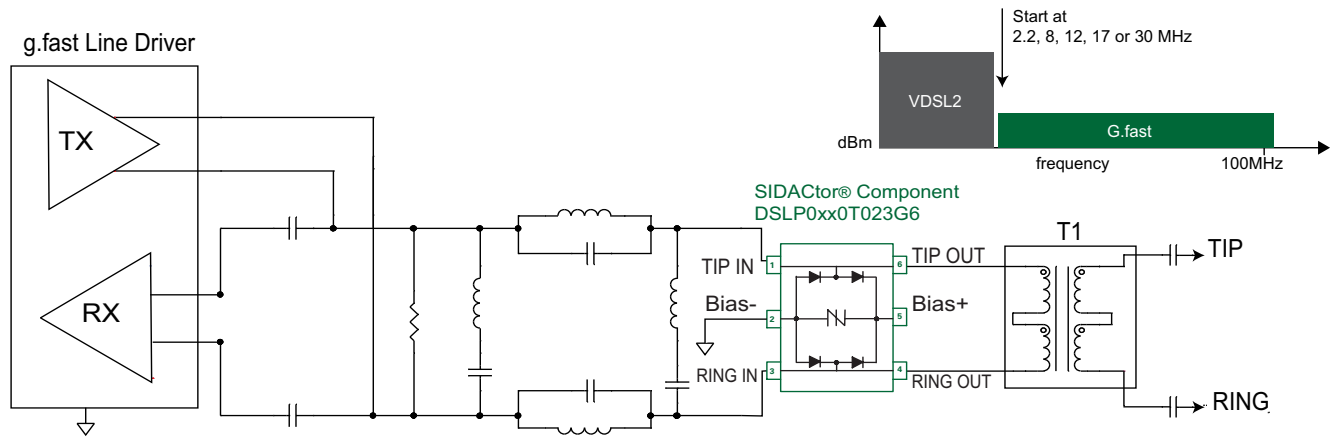 g.fast Line Driver
TX
RX
Start at
2.2, 8, 12, 17 or 30 MHz
VDSL2
G.fast
dBm
frequency
100MHz
SIDACtor® Component
DSLP0xx0T023G6
TIP IN
1
6
TIP OUT
Bias-
2
5
Bias+
RING IN
3
4
RING OUT
T1
TIP
RING